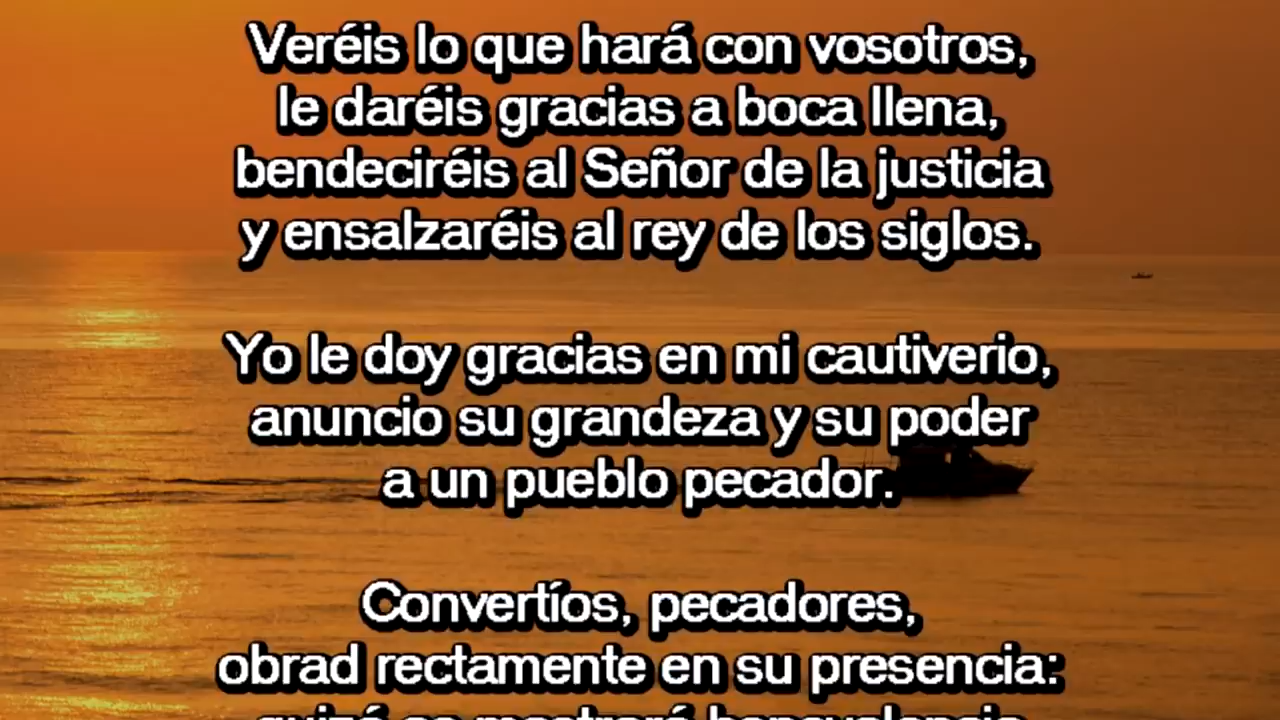 Veréis lo que hará con vosotros,
le daréis gracias a boca llena,
bendeciréis al Señor de la justicia
y ensalzaréis al rey de los siglos.
Yo le doy gracias en mi cautiverio,
anuncio su grandeza y su poder
a un pueblo pecador.
Convertíos, pecadores,
obrad rectamente en su presencia: